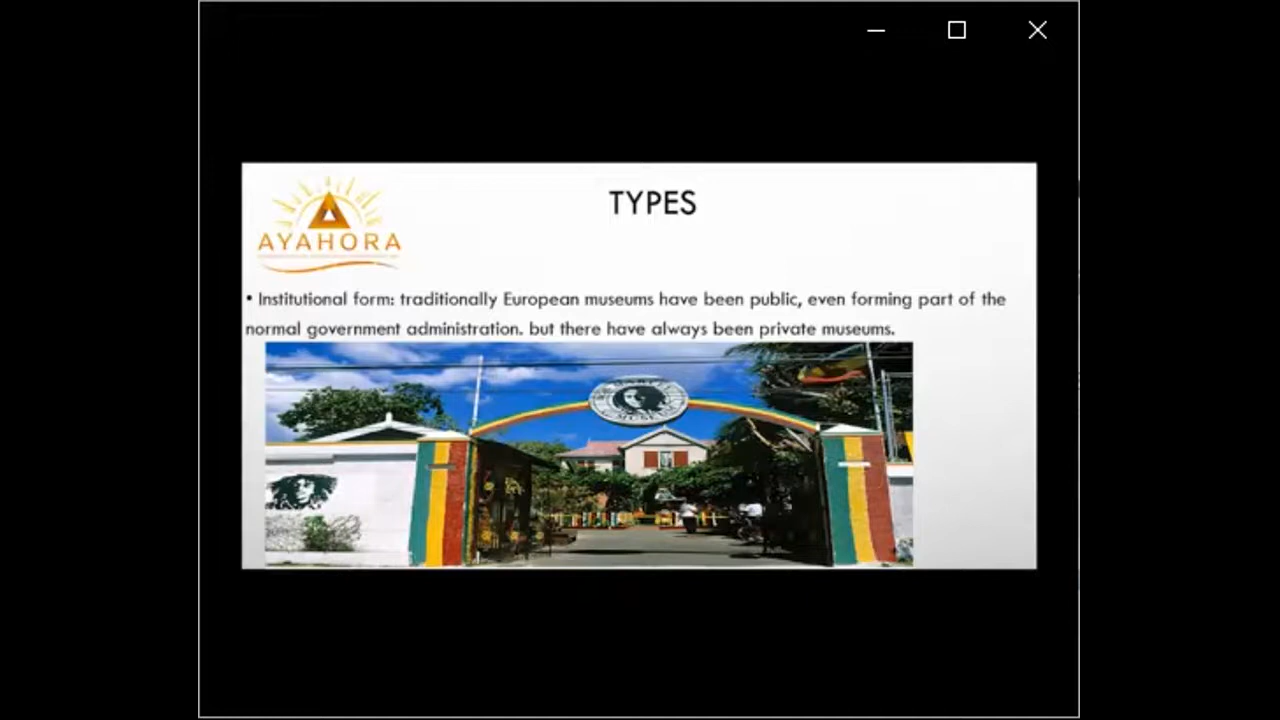 TYPES
AYAHORA
• Institutional form: traditionally European museums have been public, even forming part of the
normal government administration. but there have always been private museums.
MUSEUM